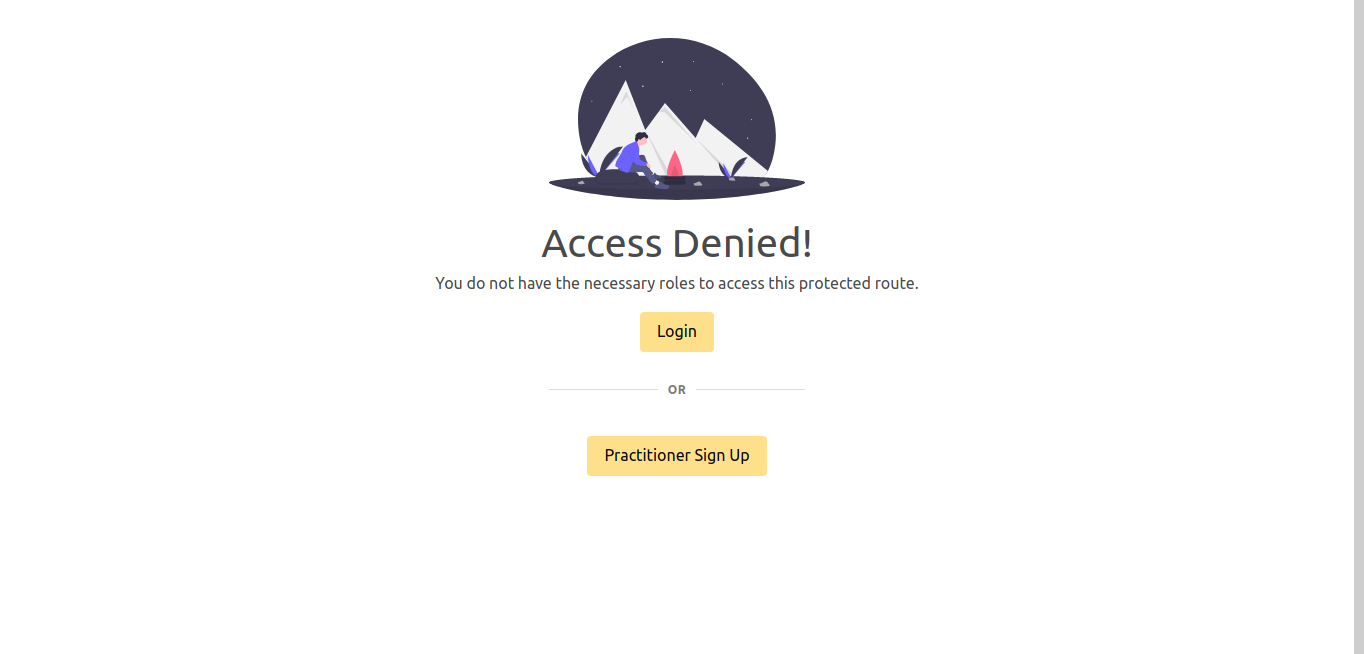 Access Denied!
You do not have the necessary roles to access this protected route.
Login
OR
Practitioner Sign Up